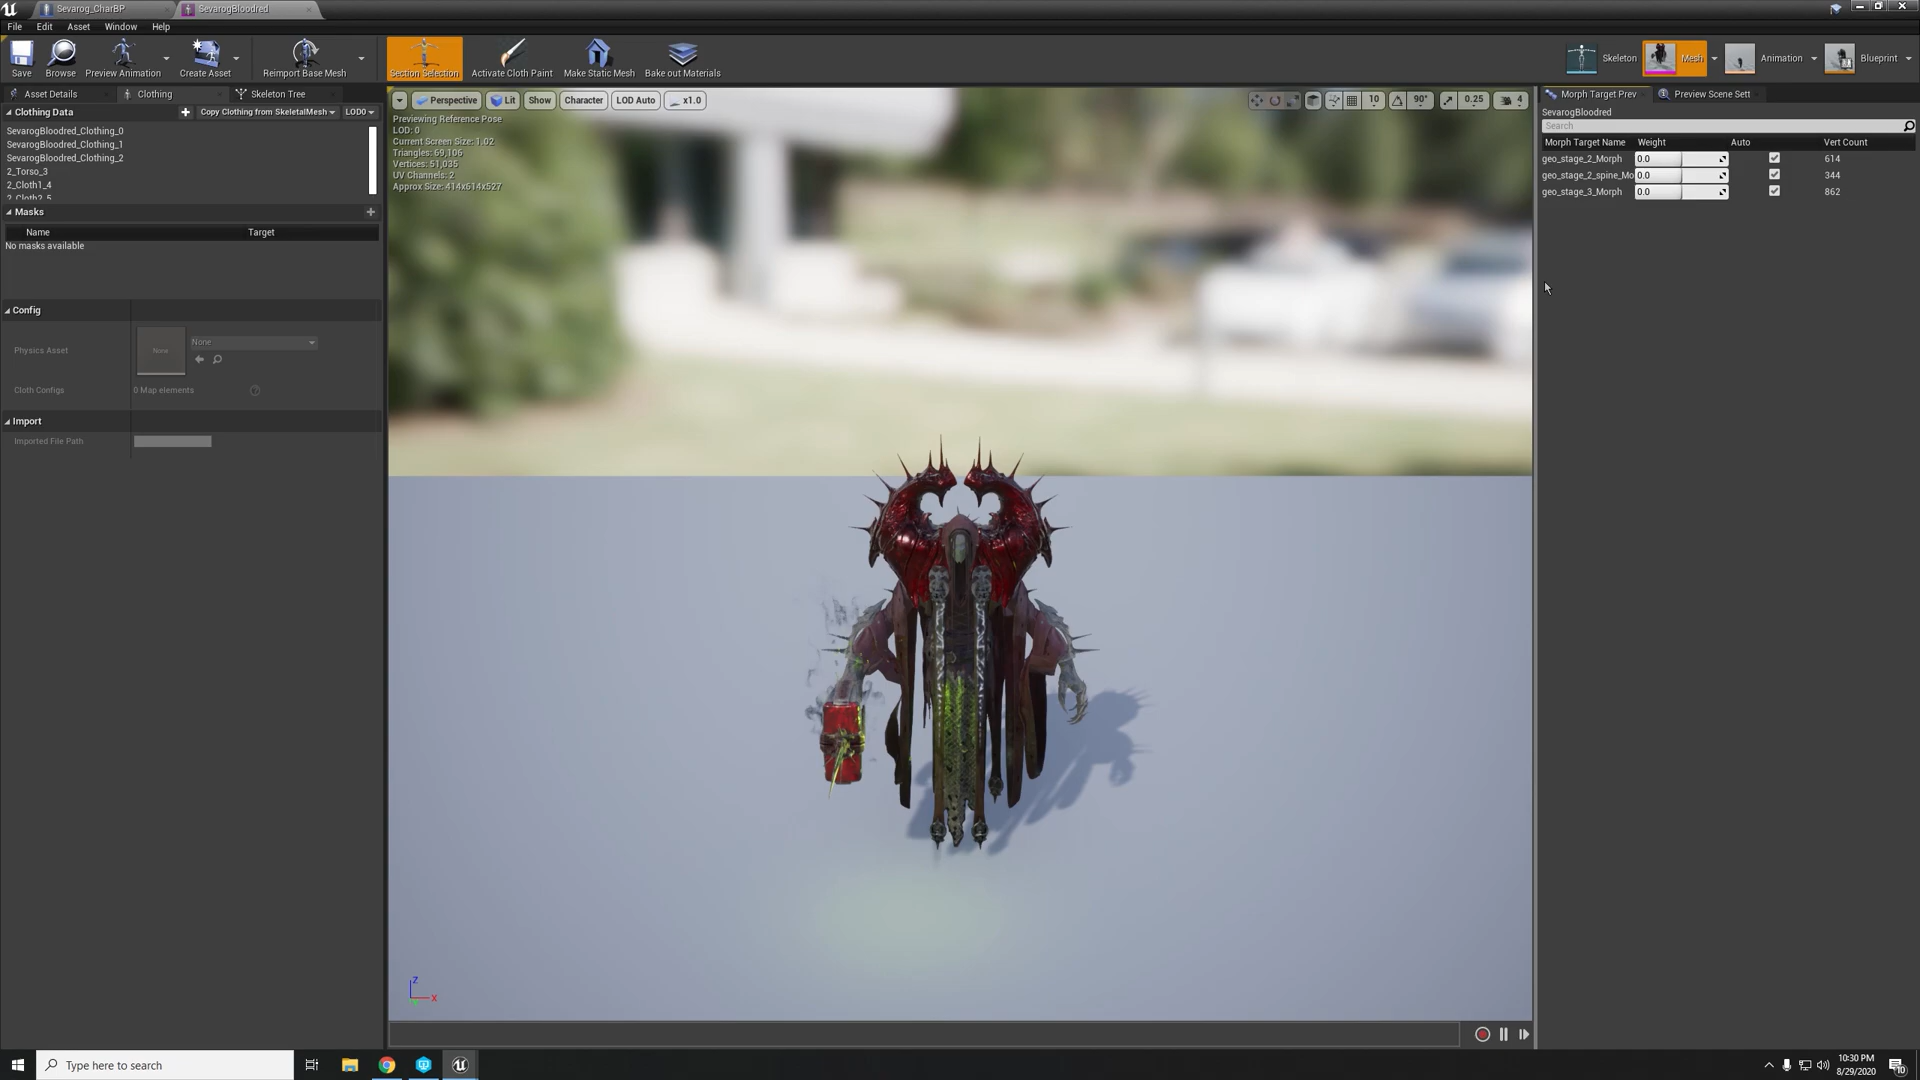 Sevarog_CharBP
SevarogBloodred
File Edit Asset Window Help
Save Browse Preview Animation Create Asset Reimport Base Mesh Section Selection Activate Cloth Paint Make Static Mesh Bake out Materials Skeleton Mesh Animation Blueprint
Asset Details Clothing Skeleton Tree
Clothing Data Copy Clothing from SkeletalMesh LOD0
SevarogBloodred_Clothing_0
SevarogBloodred_Clothing_1
SevarogBloodred_Clothing_2
2_Torso_3
2_Cloth1_4
2_Cloth2_5
Masks
Name Target
No masks available
Config
Physics Asset None None
Cloth Configs 0 Map elements
Import
Imported File Path
Perspective Lit Show Character LOD Auto x1.0 10 90° 0.25 4
Previewing Reference Pose
LOD: 0
Current Screen Size: 1.02
Triangles: 69,106
Vertices: 51,035
UV Channels: 2
Approx Size: 414x614x527
Z
X
Morph Target Prev Preview Scene Sett
SevarogBloodred
Search
Morph Target Name Weight Auto Vert Count
geo_stage_2_Morph 0.0 614
geo_stage_2_spine_Mo 0.0 344
geo_stage_3_Morph 0.0 862
Type here to search
10:30 PM
8/29/2020
10